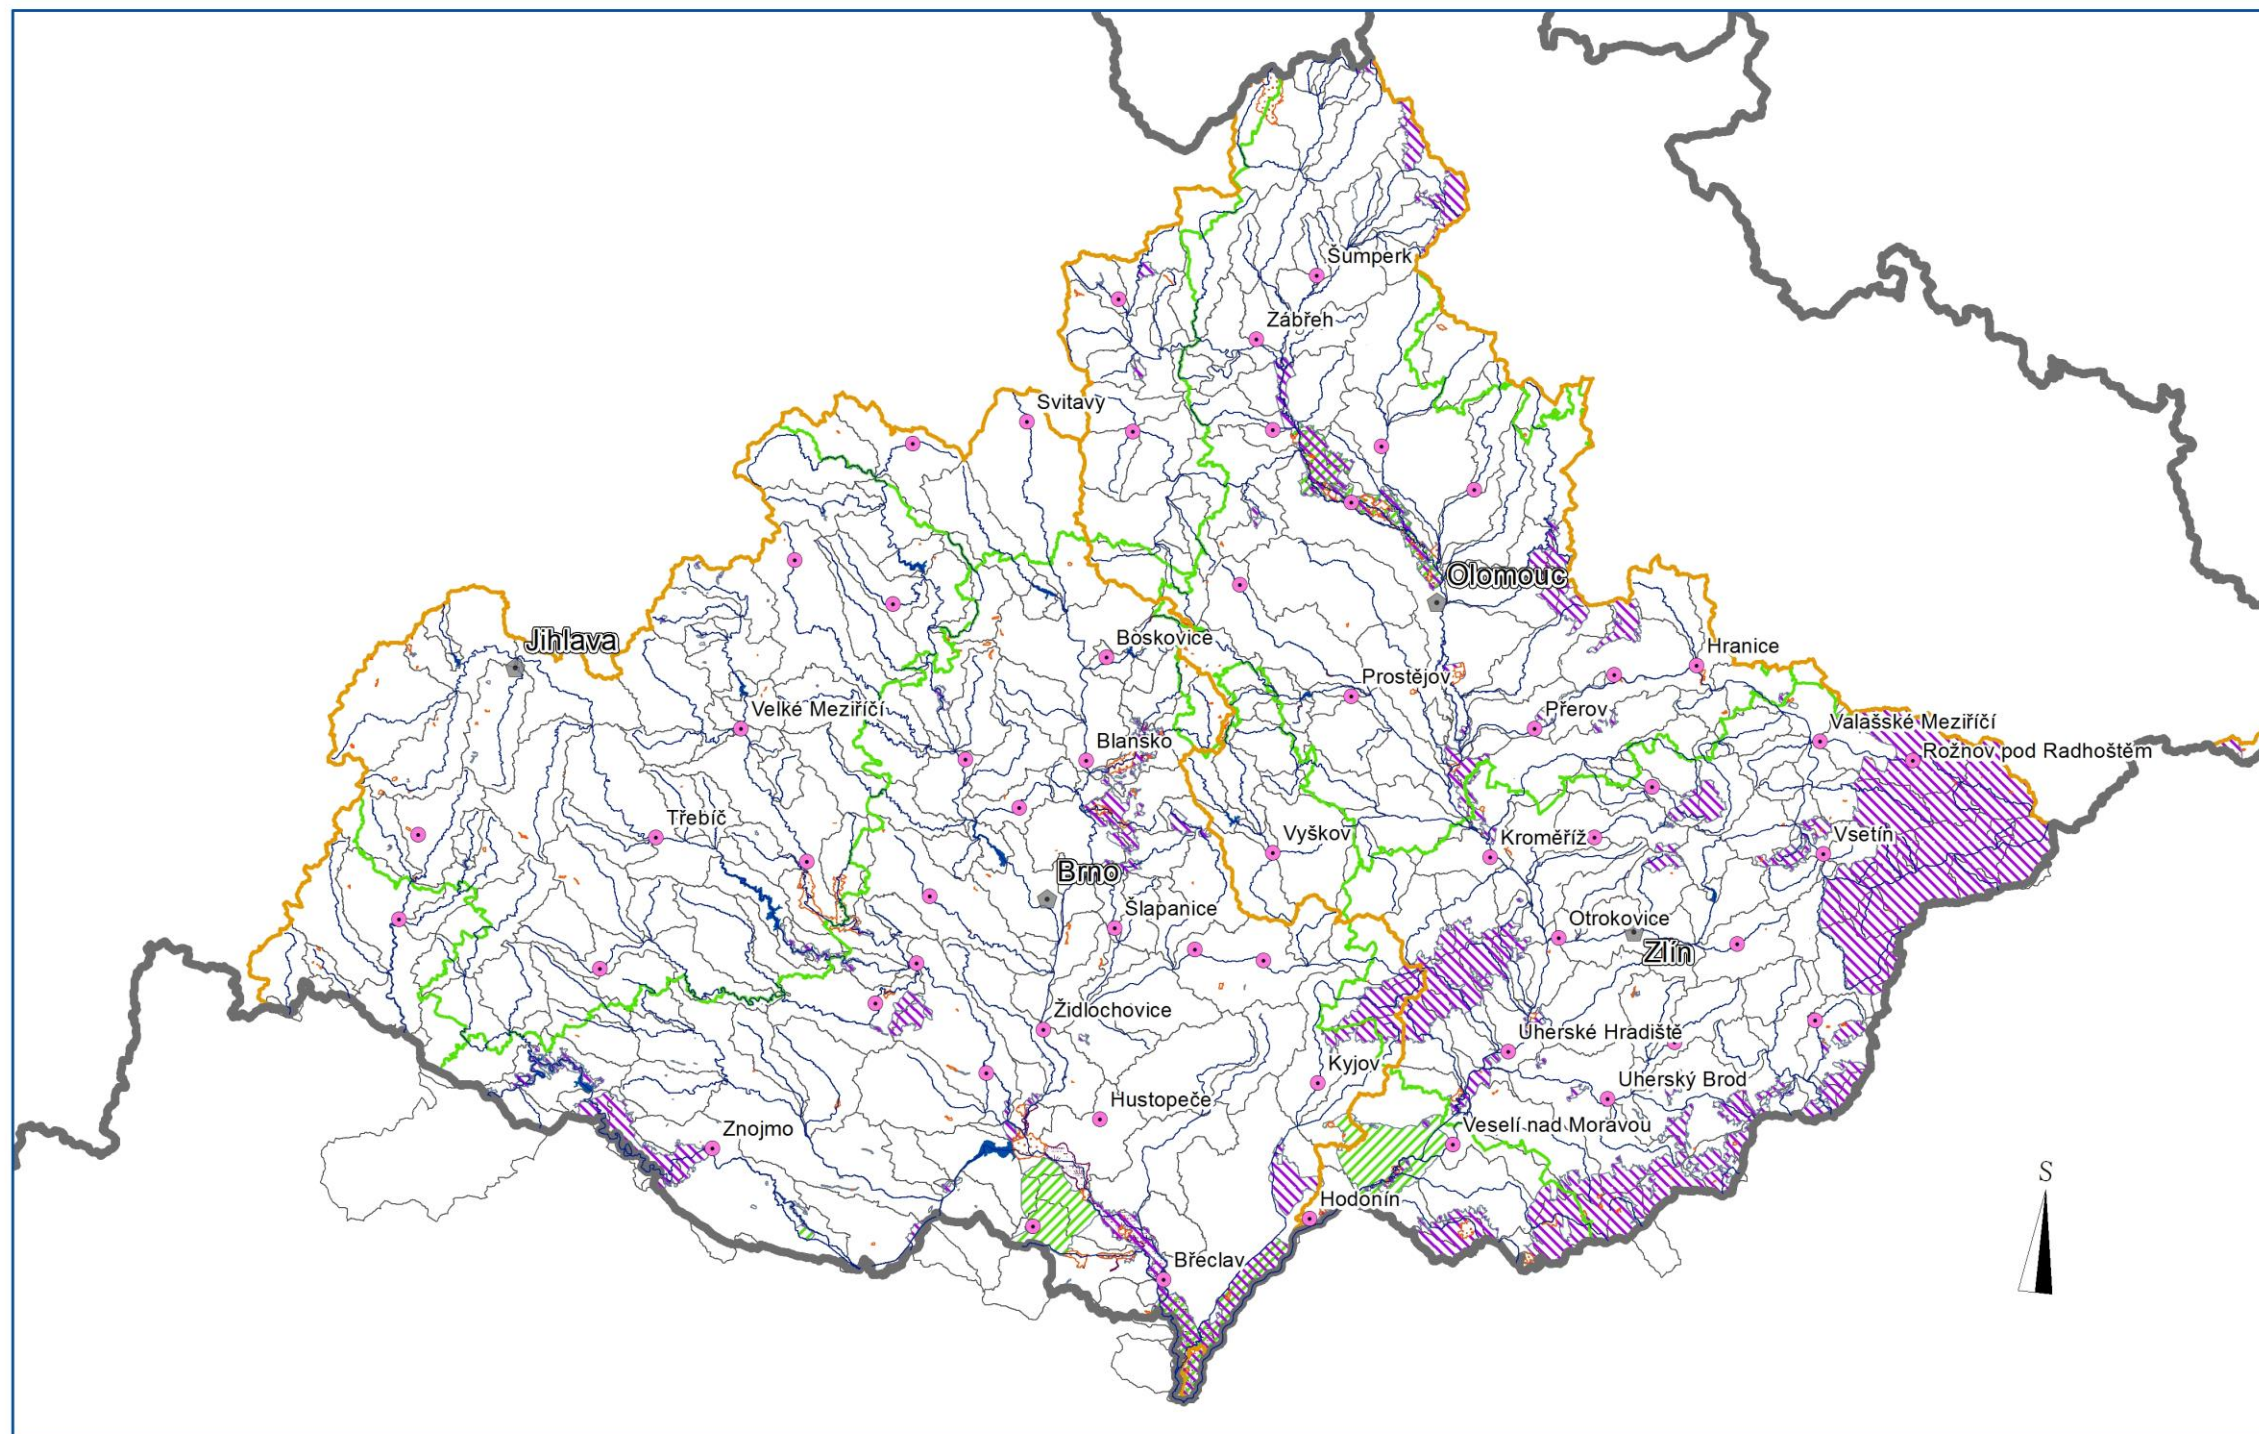 Šumperk
Zábřeh
Svitavy
Olomouc
Jihlava
Boskovice
Hranice
Prostějov
Velké Meziříčí
Přerov
Valašské Meziříčí
Blansko
Rožnov pod Radhoštěm
Třebíč
Vyškov
Kroměříž
Vsetín
Brno
Šlapanice
Otrokovice
Zlín
Židlochovice
Uherské Hradiště
Kyjov
Uherský Brod
Hustopeče
Znojmo
Veselí nad Moravou
S
Hodonín
Břeclav